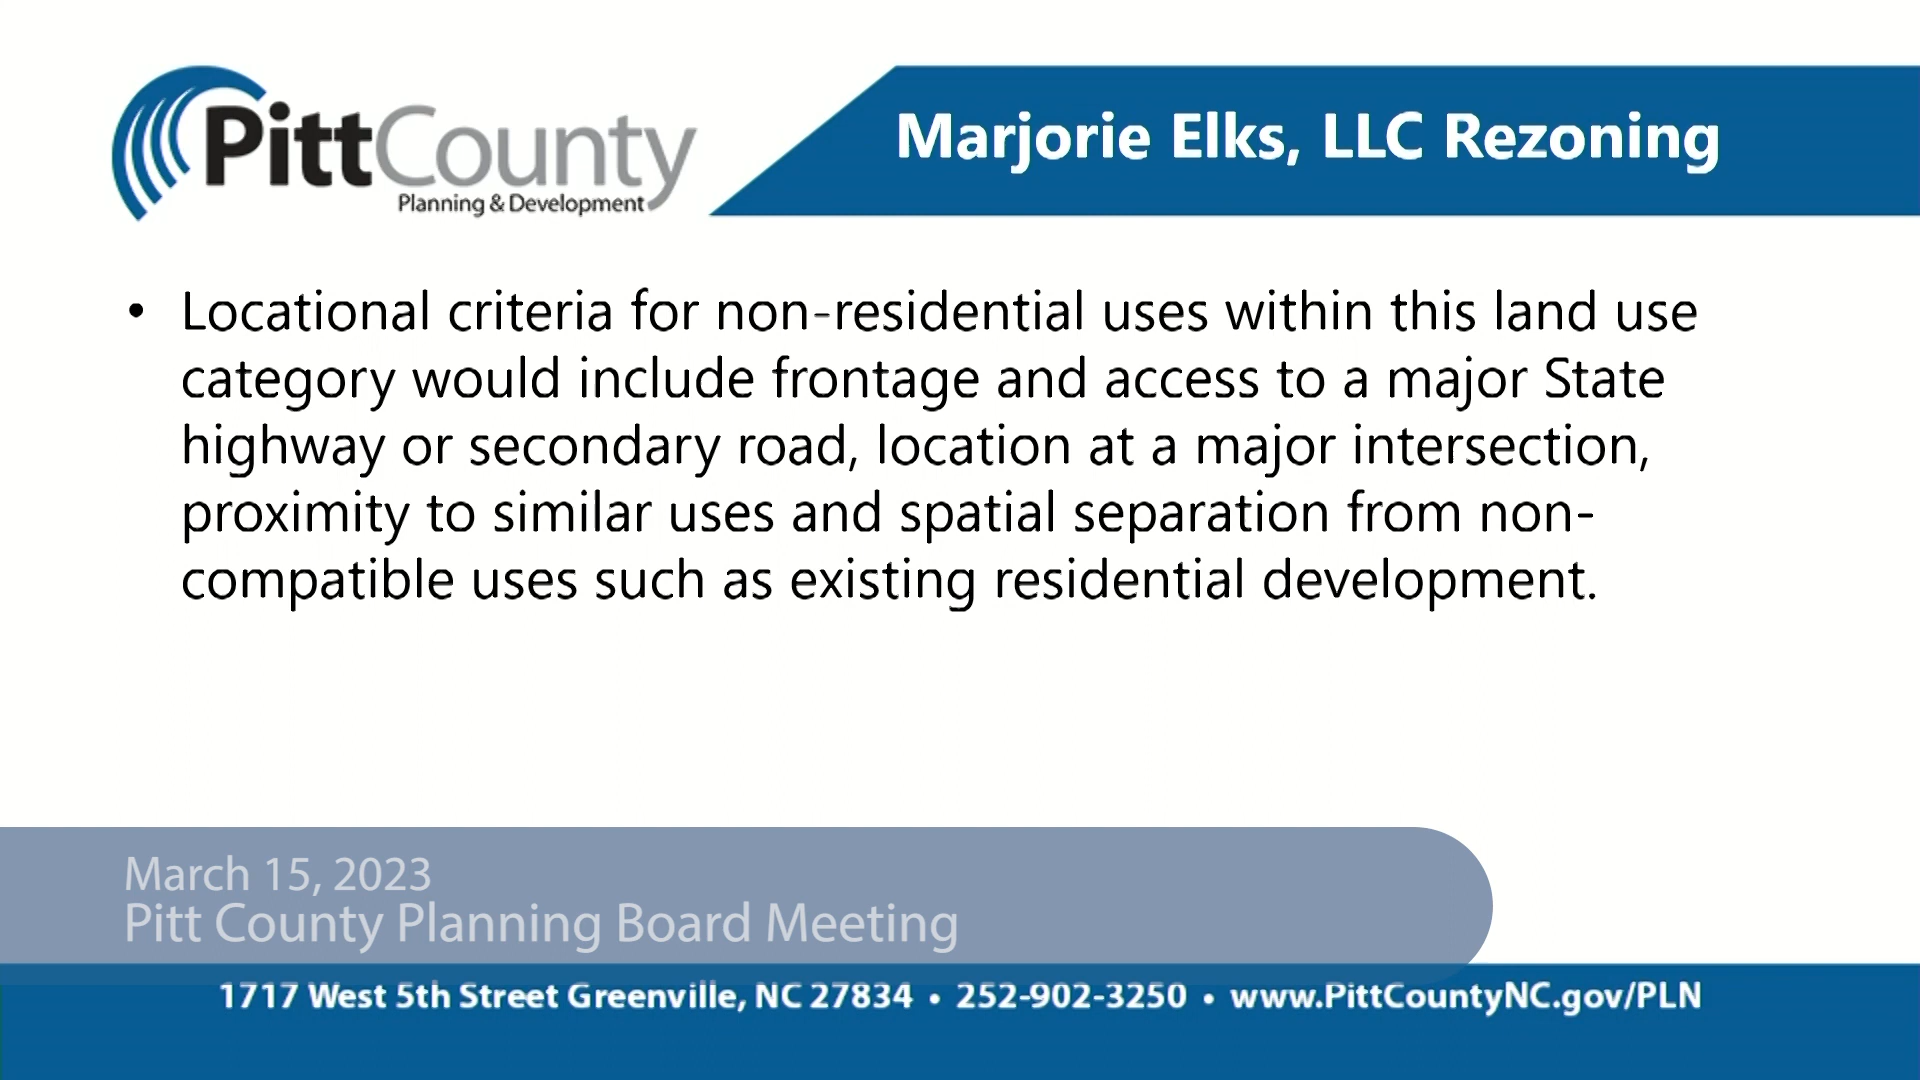 PittCounty
Planning & Development
Marjorie Elks, LLC Rezoning
• Locational criteria for non-residential uses within this land use
category would include frontage and access to a major State
highway or secondary road, location at a major intersection,
proximity to similar uses and spatial separation from non-
compatible uses such as existing residential development.
March 15, 2023
Pitt County Planning Board Meeting
1717 West 5th Street Greenville, NC 27834 • 252-902-3250 • www.PittCountyNC.gov/PLN